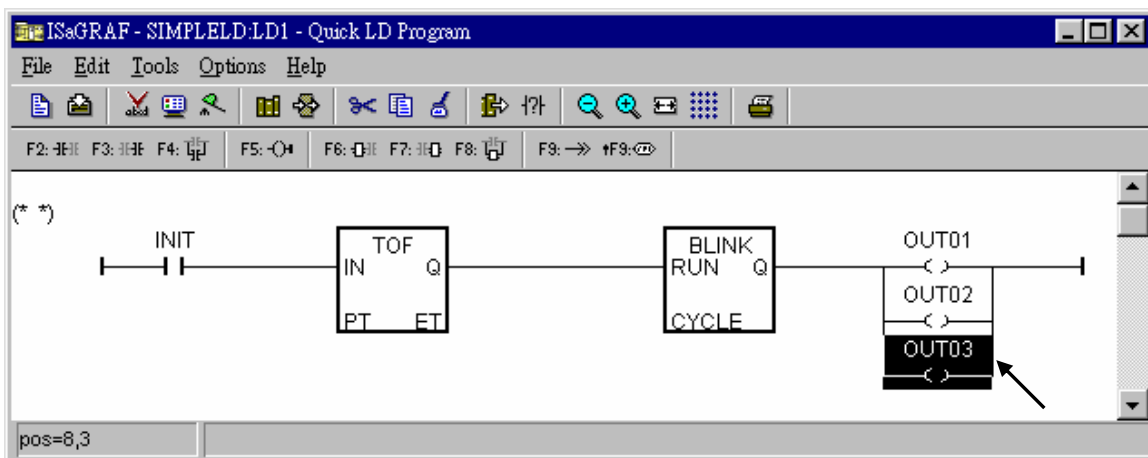 ISaGRAF - SIMPLELD:LD1 - Quick LD Program
File Edit Tools Options Help
F2: F3: F4: F5: F6: F7: F8: F9: F9:
(* *)
INIT TOF BLINK OUT01
IN Q RUN Q
OUT02
PT ET CYCLE
OUT03
pos=8,3